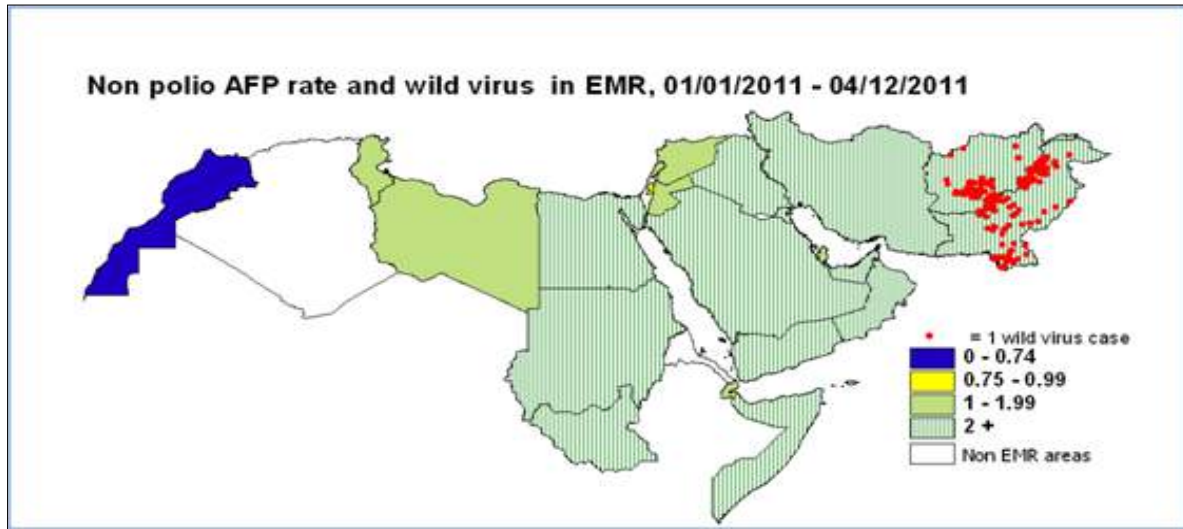 Non polio AFP rate and wild virus in EMR, 01/01/2011 - 04/12/2011
= 1 wild virus case
0 - 0.74
0.75 - 0.99
1 - 1.99
2 +
Non EMR areas